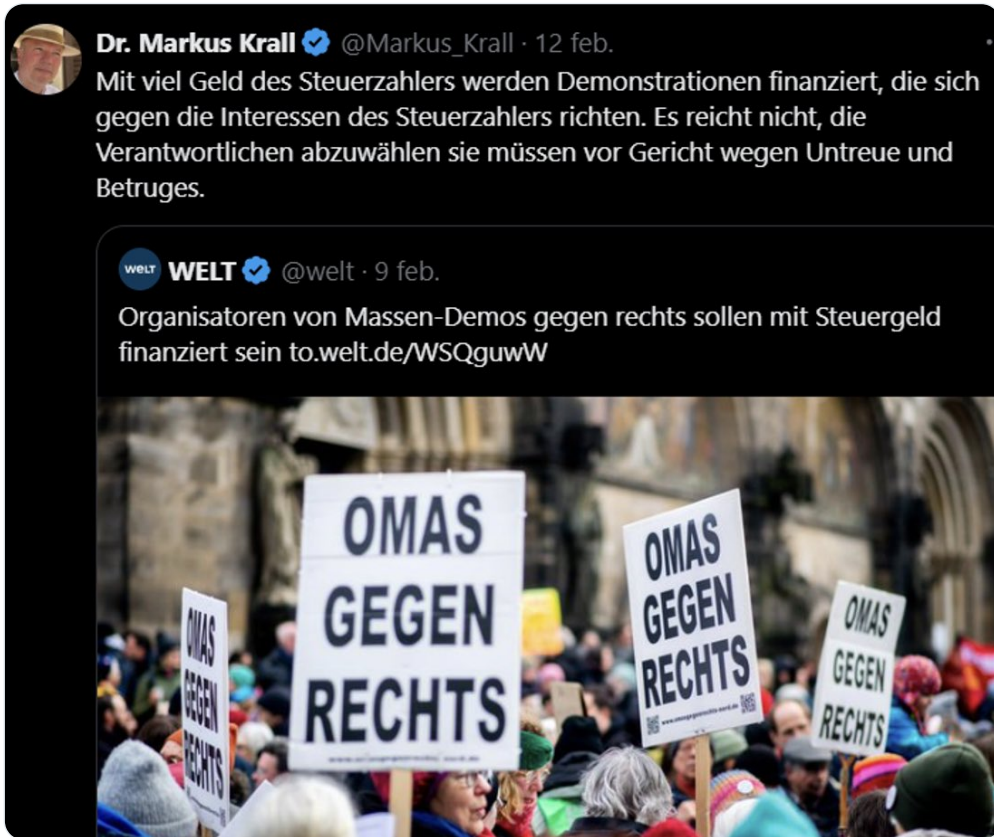 Dr. Markus Krall @Markus_Krall · 12 feb.
Mit viel Geld des Steuerzahlers werden Demonstrationen finanziert, die sich
gegen die Interessen des Steuerzahlers richten. Es reicht nicht, die
Verantwortlichen abzuwählen sie müssen vor Gericht wegen Untreue und
Betruges.
WELT WELT @welt · 9 feb.
Organisatoren von Massen-Demos gegen rechts sollen mit Steuergeld
finanziert sein to.welt.de/WSQguwW
OMAS
GEGEN
RECHTS
OMAS
GEGEN
RECHTS
OMAS
GEGEN
RECHTS
OMAS
GEGEN
RECHTS